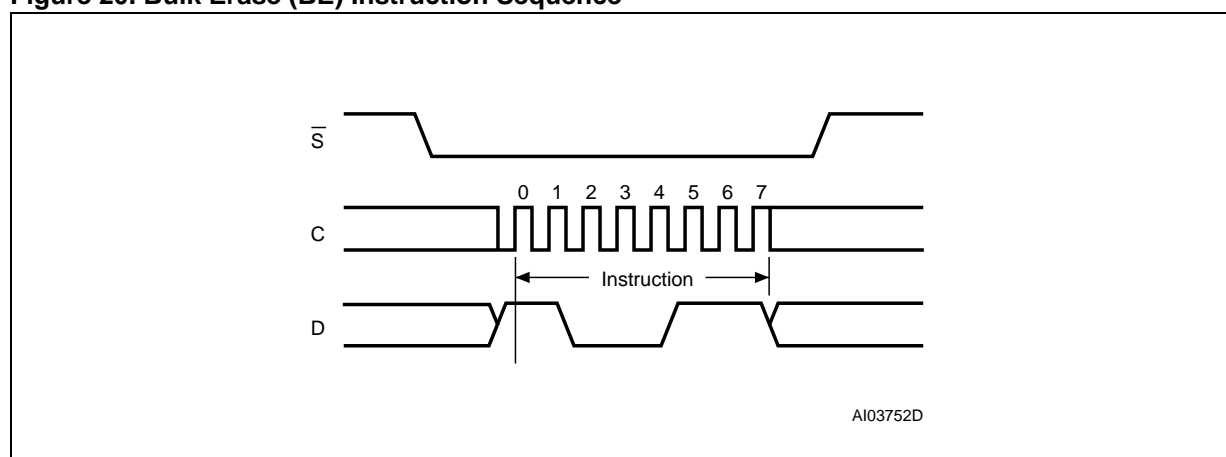 Figure 20. Bulk Erase (BE) Instruction Sequence
S̅
0 1 2 3 4 5 6 7
C
Instruction
D
AI03752D